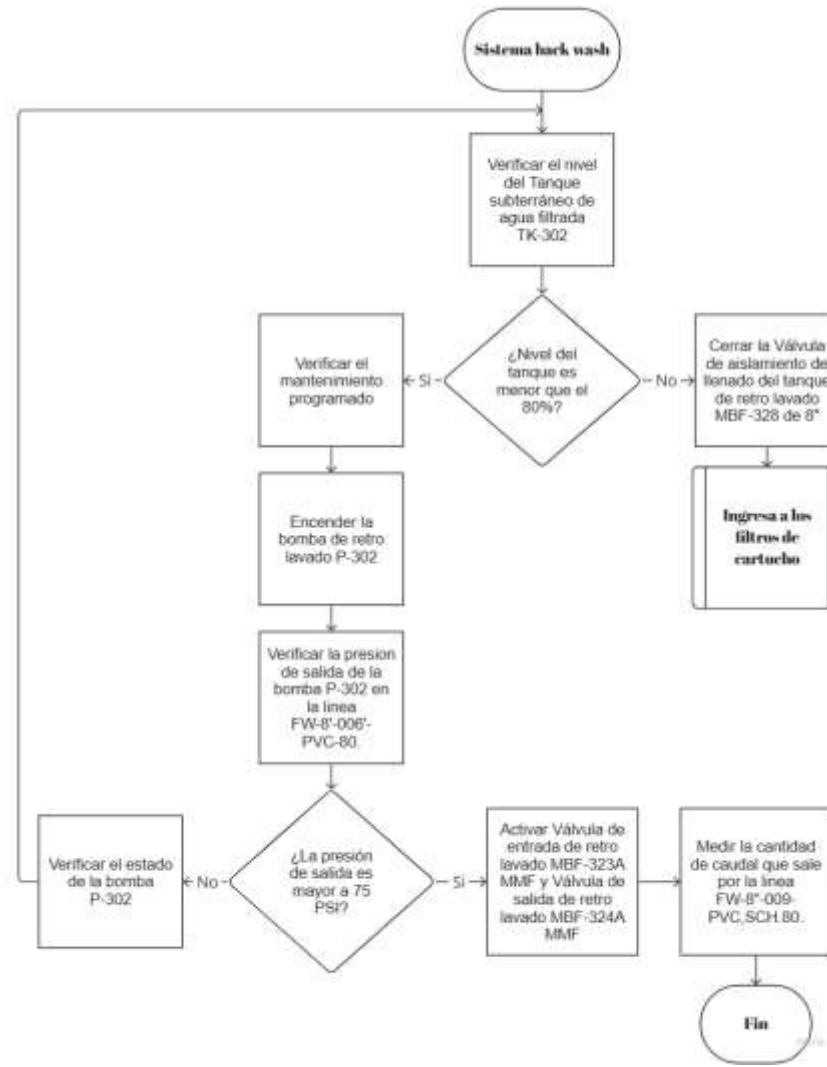 Sistema back wash
Verificar el nivel
del Tanque
subterráneo de
agua filtrada
TK-302
¿Nivel del
tanque es
menor que el
80%?
Si
No
Verificar el
mantenimiento
programado
Cerrar la Válvula
de aislamiento de
llenado del tanque
de retro lavado
MBF-328 de 8"
Ingresa a los
filtros de
cartucho
Encender la
bomba de retro
lavado P-302
Verificar la presion
de salida de la
bomba P-302 en
la linea
FW-8'-006'-
PVC-80.
¿La presión
de salida es
mayor a 75
PSI?
No
Si
Verificar el estado
de la bomba
P-302
Activar Válvula de
entrada de retro
lavado MBF-323A
MMF y Válvula de
salida de retro
lavado MBF-324A
MMF
Medir la cantidad
de caudal que sale
por la linea
FW-8"-009-
PVC,SCH.80.
Fin